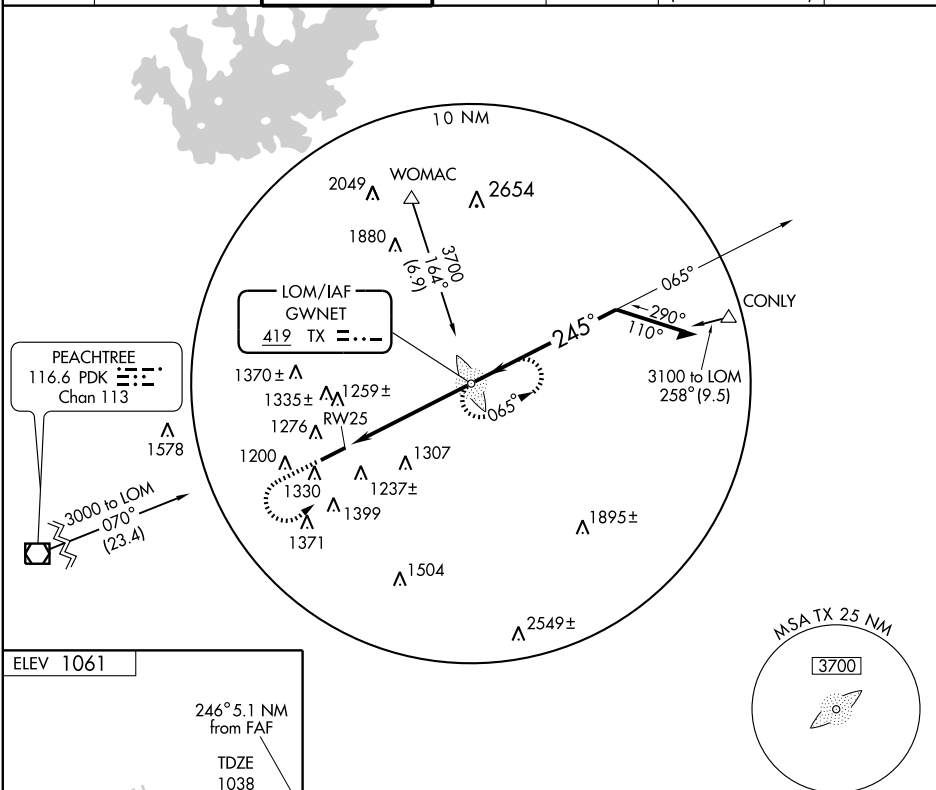 10 NM
WOMAC
2049
2654
1880
3700
164°
(6.9)
065°
LOM/IAF
GWNET
419 TX
CONLY
290°
110°
245°
3100 to LOM
258° (9.5)
PEACHTREE
116.6 PDK
Chan 113
1370 ±
1335±
1259±
065°
1276
RW25
1578
1200
1307
1330
1237±
3000 to LOM
070°
(23.4)
1399
1371
1895±
1504
2549±
MSA TX 25 NM
3700
ELEV 1061
246° 5.1 NM
from FAF
TDZE
1038